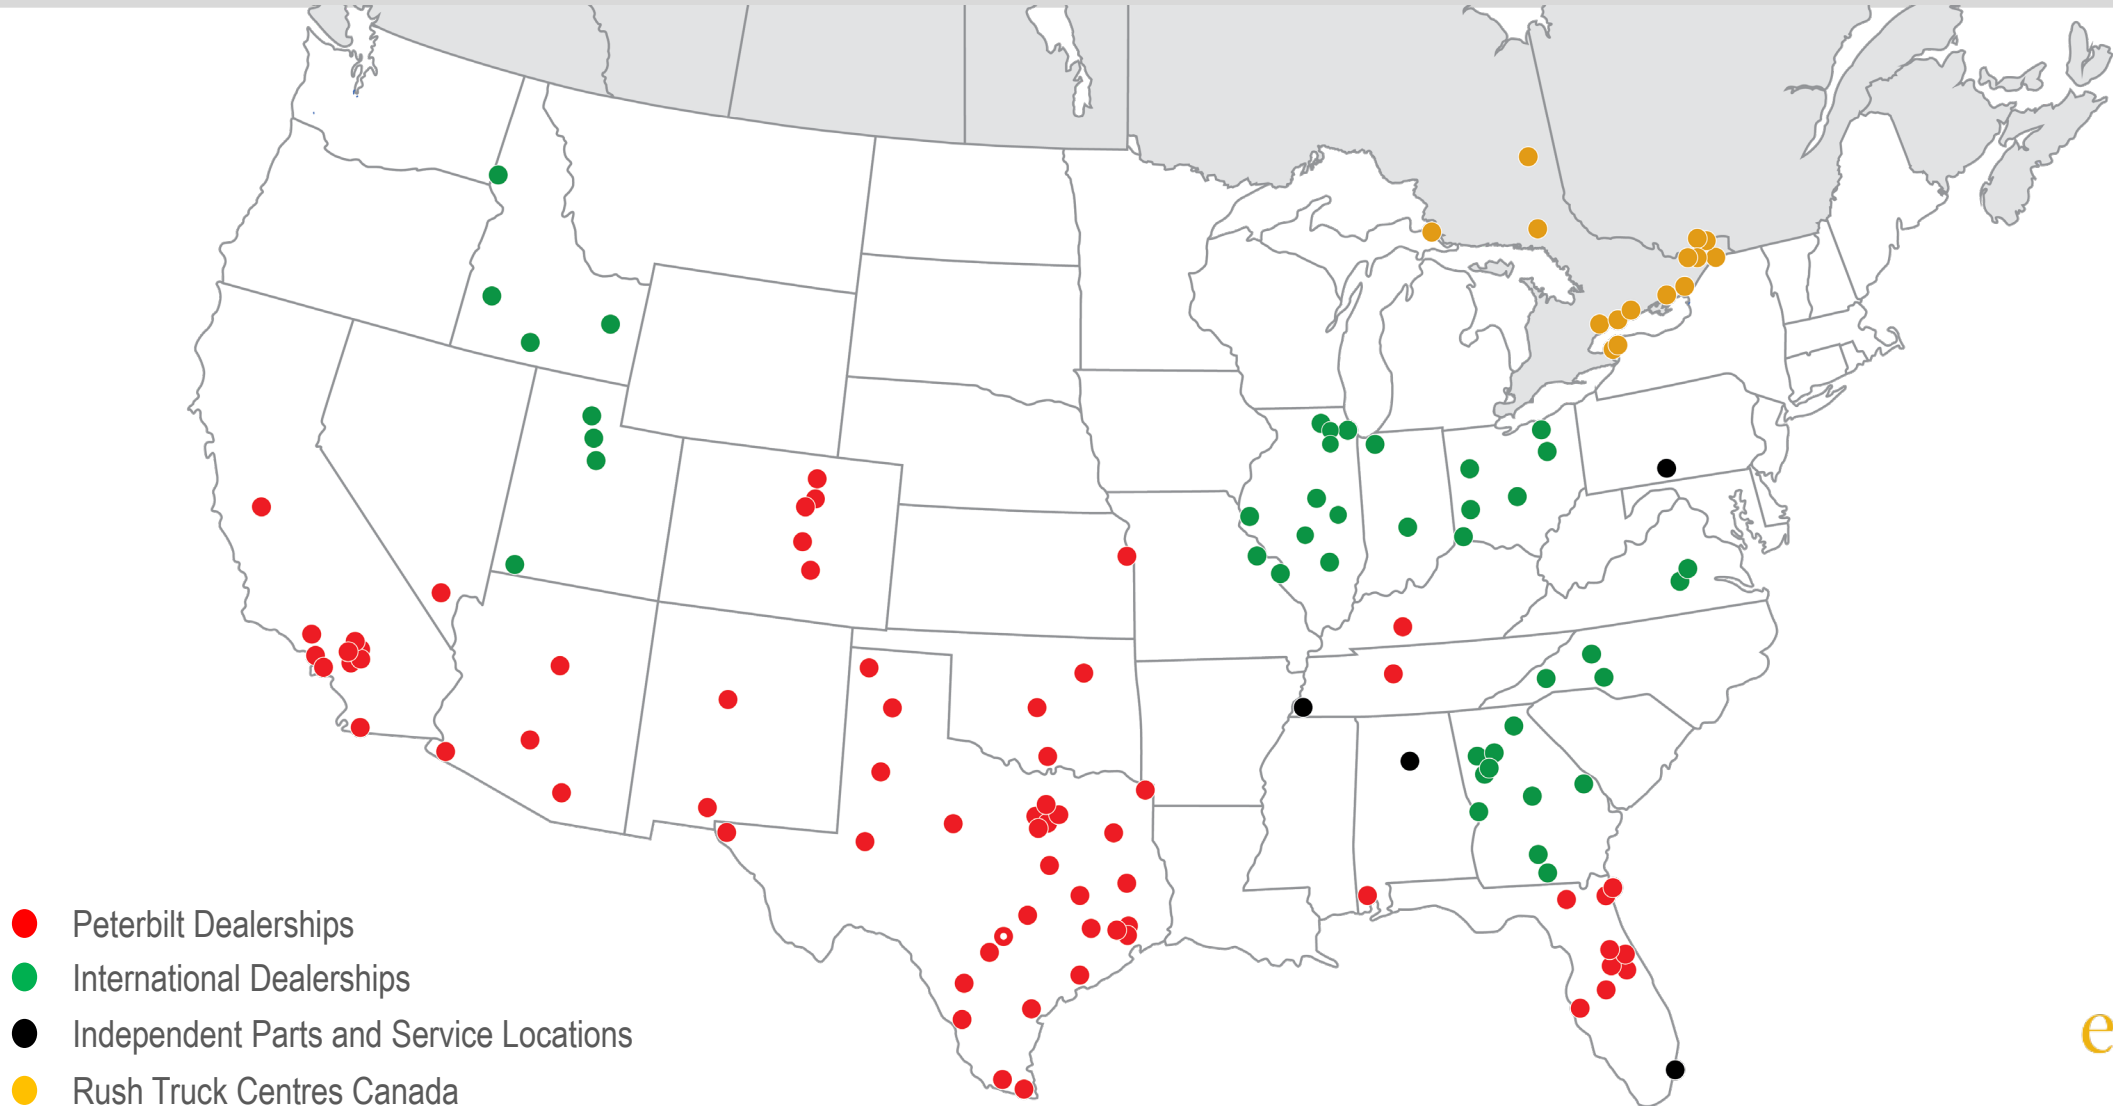 Peterbilt Dealerships
International Dealerships
Independent Parts and Service Locations
Rush Truck Centres Canada
e